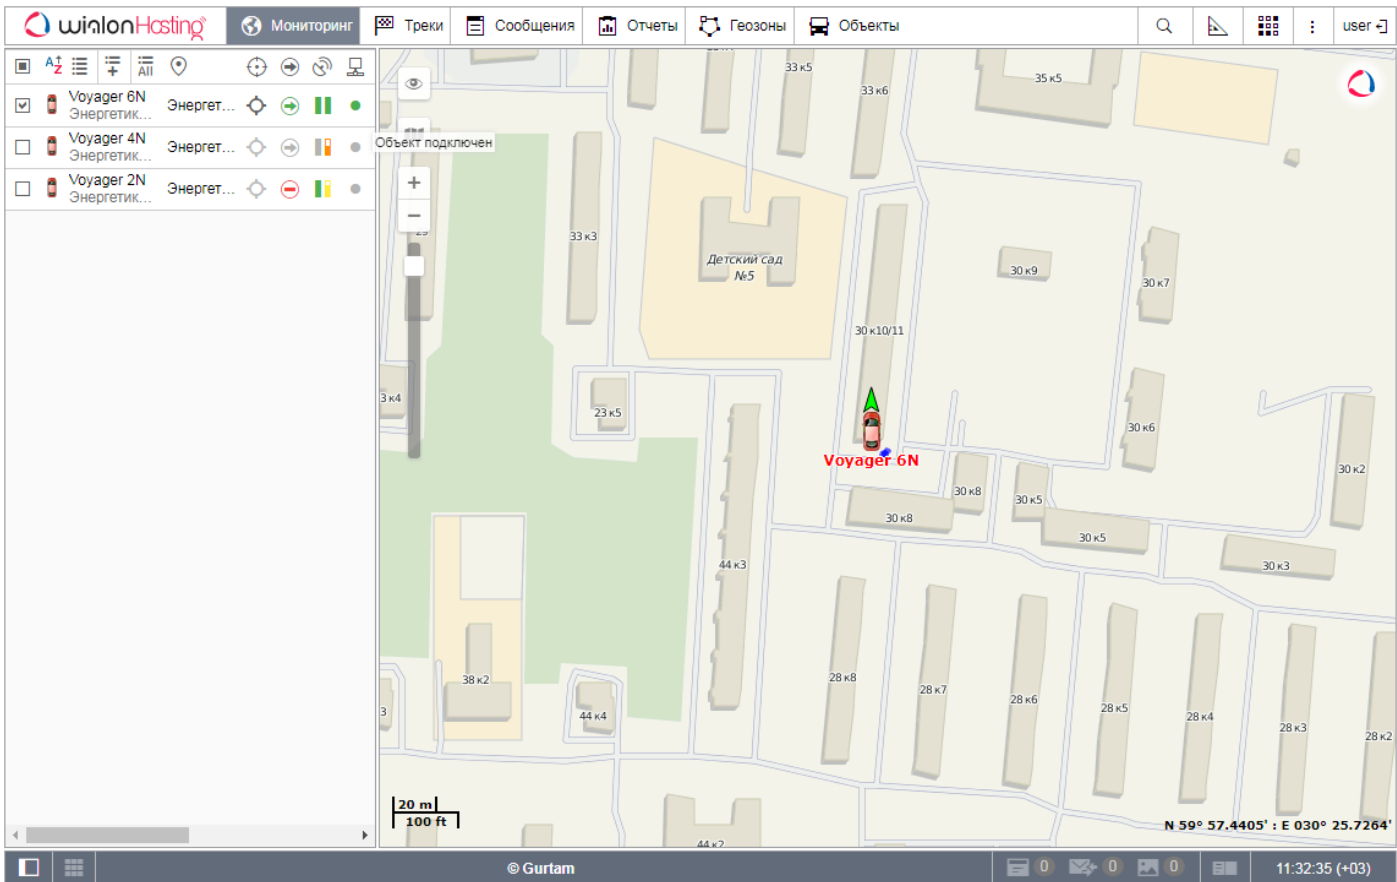 wialon Hosting
Мониторинг
Треки
Сообщения
Отчеты
Геозоны
Объекты
user
All
Voyager 6N
Энергетик...
Энергет...
Voyager 4N
Энергетик...
Энергет...
Voyager 2N
Энергетик...
Энергет...
Объект подключен
33 к5
33 к6
35 к5
33 к3
Детский сад
№5
30 к9
30 к7
30 к10/11
3 к4
23 к5
30 к6
Voyager 6N
30 к2
30 к8
30 к5
30 к8
30 к5
44 к3
30 к3
38 к2
28 к8
28 к7
28 к6
28 к5
28 к4
28 к3
28 к2
3
44 к4
44 к2
20 m
100 ft
N 59° 57.4405' : E 030° 25.7264'
© Gurtam
0
0
0
11:32:35 (+03)